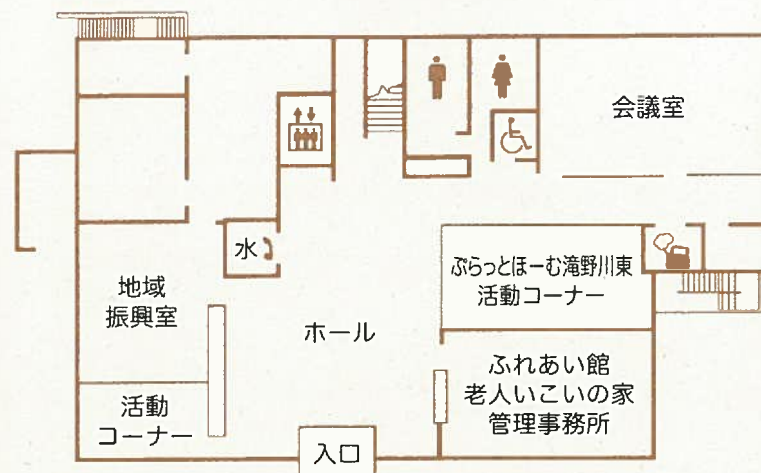 会議室
水
ぷらっとほーむ滝野川東
活動コーナー
地域
振興室
ホール
ふれあい館
老人いこいの家
管理事務所
活動
コーナー
入口